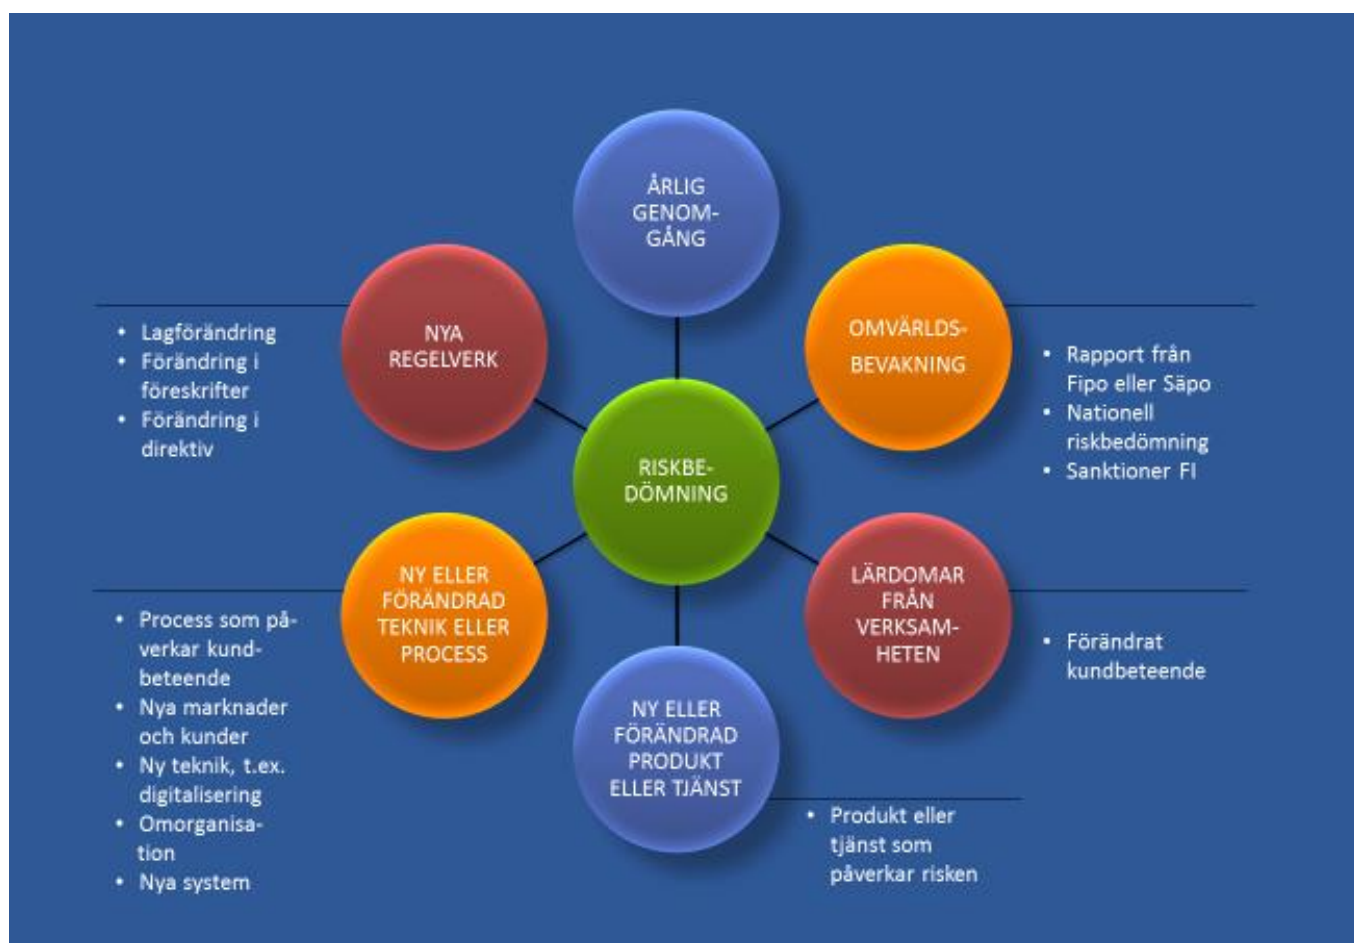 ÅRLIG
GENOM-
GÅNG
NYA
REGELVERK
• Lagförändring
• Förändring i
föreskrifter
• Förändring i
direktiv
OMVÄRLDS-
BEVAKNING
• Rapport från
Fipo eller Säpo
• Nationell
riskbedömning
• Sanktioner FI
RISKBE-
DÖMNING
NY ELLER
FÖRÄNDRAD
TEKNIK ELLER
PROCESS
• Process som på-
verkar kund-
beteende
• Nya marknader
och kunder
• Ny teknik, t.ex.
digitalisering
• Omorganisa-
tion
• Nya system
LÄRDOMAR
FRÅN
VERKSAM-
HETEN
• Förändrat
kundbeteende
NY ELLER
FÖRÄNDRAD
PRODUKT
ELLER TJÄNST
• Produkt eller
tjänst som
påverkar risken